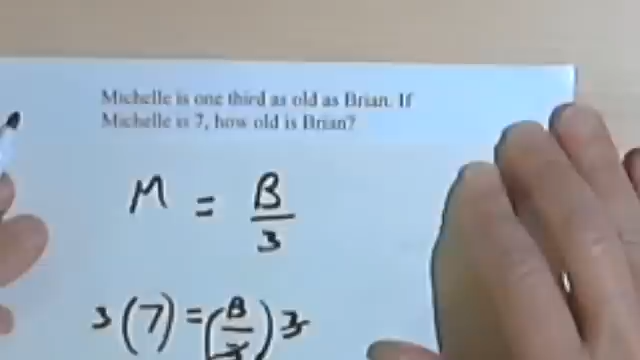 Michelle is one third as old as Brian. If
Michelle is 7, how old is Brian?
M = B/3
3(7) = (B/3)3